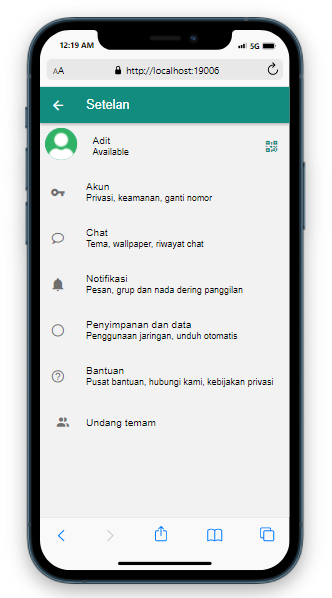 12:19 AM
5G
AA
http://localhost:19006
Setelan
Adit
Available
Akun
Privasi, keamanan, ganti nomor
Chat
Tema, wallpaper, riwayat chat
Notifikasi
Pesan, grup dan nada dering panggilan
Penyimpanan dan data
Penggunaan jaringan, unduh otomatis
Bantuan
Pusat bantuan, hubungi kami, kebijakan privasi
Undang temam